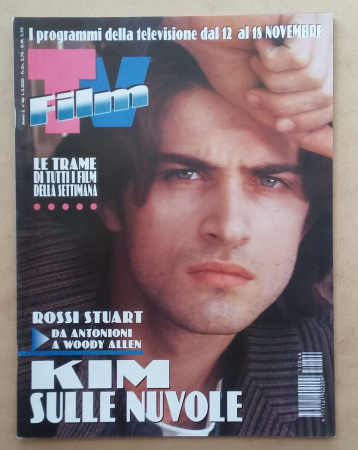 I programmi della televisione dal 12 al 18 NOVEMBRE
TV
Film
LE TRAME
DI TUTTI I FILM
DELLA SETTIMANA
ROSSI STUART
DA ANTONIONI
A WOODY ALLEN
KIM
SULLE NUVOLE